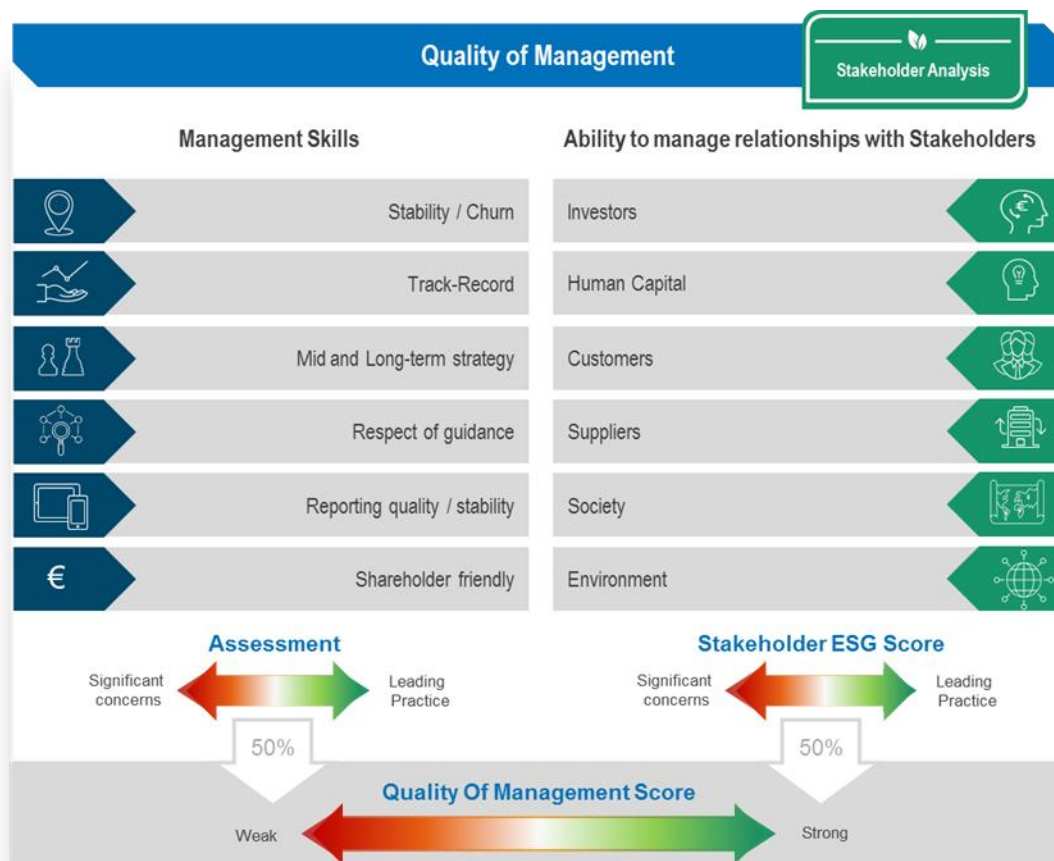 Quality of Management
Stakeholder Analysis
Management Skills
Ability to manage relationships with Stakeholders
Stability / Churn
Investors
Track-Record
Human Capital
Mid and Long-term strategy
Customers
Respect of guidance
Suppliers
Reporting quality / stability
Society
€
Shareholder friendly
Environment
Assessment
Significant
concerns
Leading
Practice
Stakeholder ESG Score
Significant
concerns
Leading
Practice
50%
50%
Quality Of Management Score
Weak
Strong